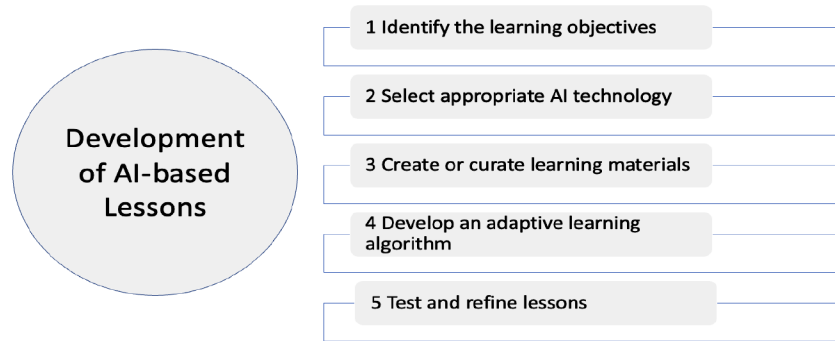 Development
of AI-based
Lessons
1 Identify the learning objectives
2 Select appropriate AI technology
3 Create or curate learning materials
4 Develop an adaptive learning
algorithm
5 Test and refine lessons